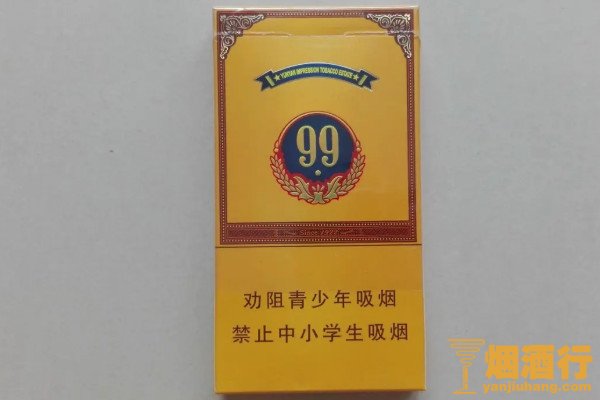 ★ YUNNAN IMPRESSION TOBACCO ESTATE ★
99
劝阻青少年吸烟
禁止中小学生吸烟
烟酒行
yanjiuhang.com